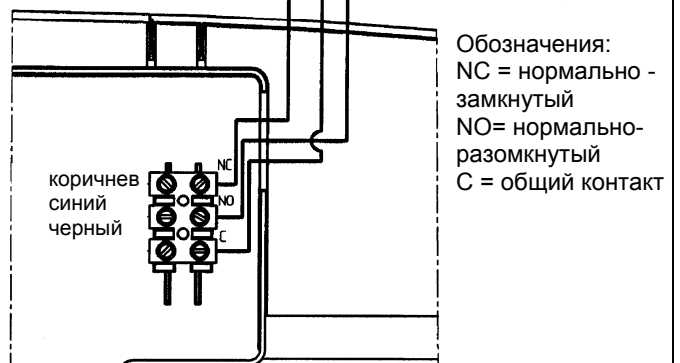 Обозначения:
NC = нормально -
замкнутый
NO= нормально-
разомкнутый
C = общий контакт
коричнев
синий
черный
NC
NO
C